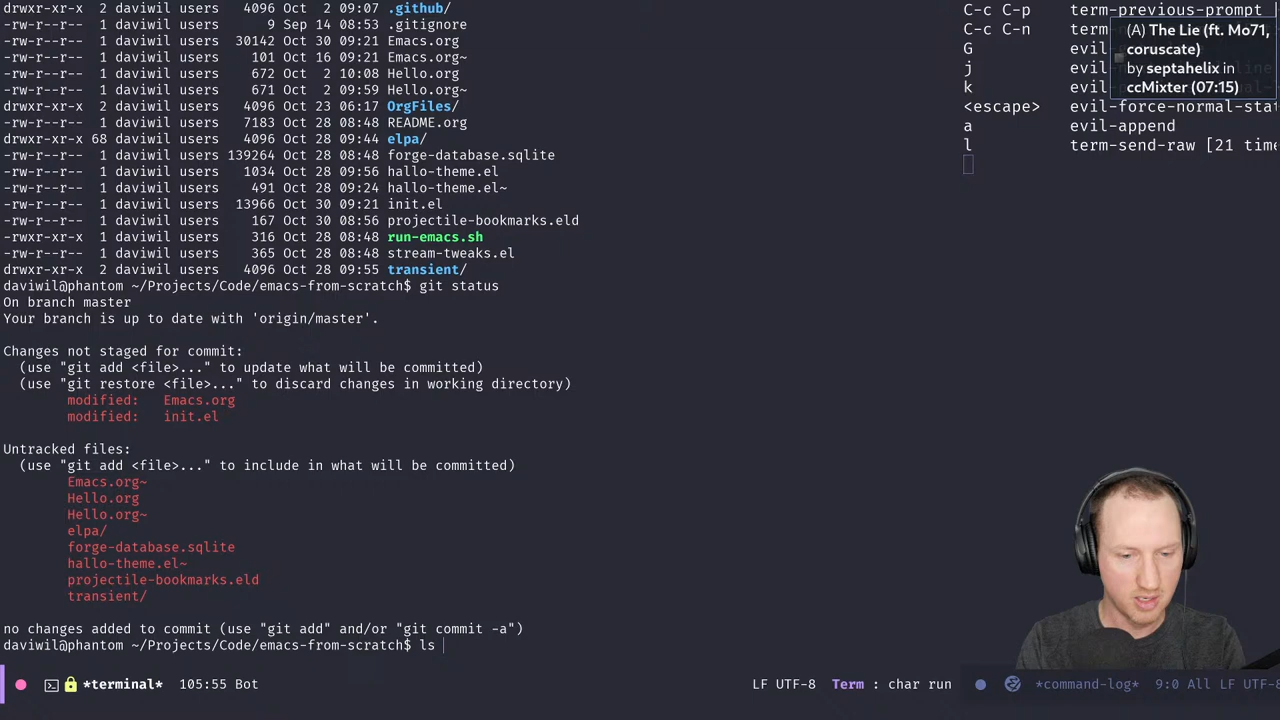 drwxr-xr-x  2 daviwil users   4096 Oct  2 09:07 .github/
-rw-r--r--  1 daviwil users      9 Sep 14 08:53 .gitignore
-rw-r--r--  1 daviwil users  30142 Oct 30 09:21 Emacs.org
-rw-r--r--  1 daviwil users    101 Oct 16 09:21 Emacs.org~
-rw-r--r--  1 daviwil users    672 Oct  2 10:08 Hello.org
-rw-r--r--  1 daviwil users    671 Oct  2 09:59 Hello.org~
drwxr-xr-x  2 daviwil users   4096 Oct 23 06:17 OrgFiles/
-rw-r--r--  1 daviwil users   7183 Oct 28 08:48 README.org
drwxr-xr-x 68 daviwil users   4096 Oct 28 09:44 elpa/
-rw-r--r--  1 daviwil users 139264 Oct 28 08:48 forge-database.sqlite
-rw-r--r--  1 daviwil users   1034 Oct 28 09:56 hallo-theme.el
-rw-r--r--  1 daviwil users    491 Oct 28 09:24 hallo-theme.el~
-rw-r--r--  1 daviwil users  13966 Oct 30 09:21 init.el
-rw-r--r--  1 daviwil users    167 Oct 30 08:56 projectile-bookmarks.eld
-rwxr-xr-x  1 daviwil users    316 Oct 28 08:48 run-emacs.sh
-rw-r--r--  1 daviwil users    365 Oct 28 08:48 stream-tweaks.el
drwxr-xr-x  2 daviwil users   4096 Oct 28 09:55 transient/
daviwil@phantom ~/Projects/Code/emacs-from-scratch$ git status
On branch master
Your branch is up to date with 'origin/master'.
Changes not staged for commit:
  (use "git add <file>..." to update what will be committed)
  (use "git restore <file>..." to discard changes in working directory)
        modified:   Emacs.org
        modified:   init.el
Untracked files:
  (use "git add <file>..." to include in what will be committed)
        Emacs.org~
        Hello.org
        Hello.org~
        elpa/
        forge-database.sqlite
        hallo-theme.el~
        projectile-bookmarks.eld
        transient/
no changes added to commit (use "git add" and/or "git commit -a")
daviwil@phantom ~/Projects/Code/emacs-from-scratch$ ls
*terminal*  105:55 Bot
LF UTF-8  Term : char run
C-c C-p      term-previous-prompt
C-c C-n
G
j
k
<escape>     evil-force-normal-sta
a            evil-append
l            term-send-raw [21 time
(A) The Lie (ft. Mo71,
coruscate)
by septahelix in
ccMixter (07:15)
*command-log*  9:0 All LF UTF-8